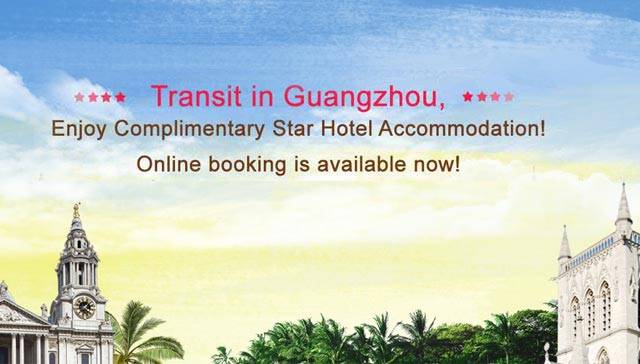 Transit in Guangzhou,
Enjoy Complimentary Star Hotel Accommodation!
Online booking is available now!